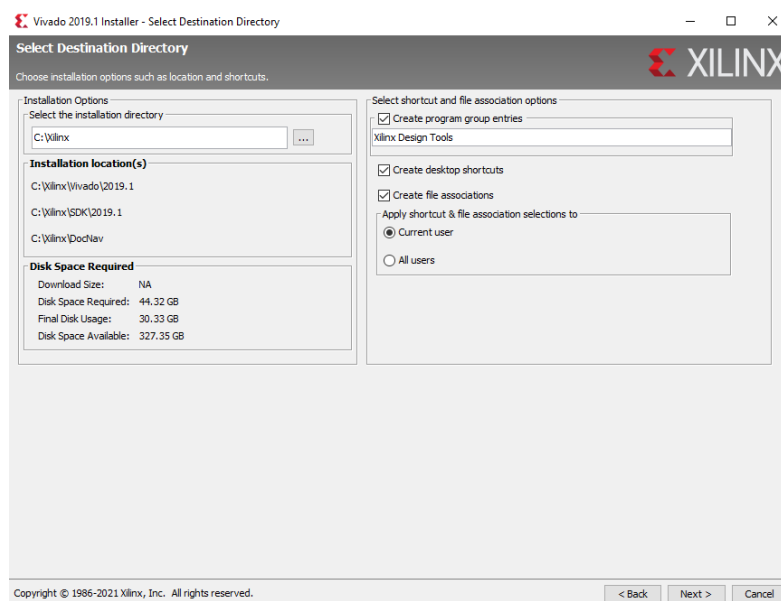 Vivado 2019.1 Installer - Select Destination Directory
Select Destination Directory
Choose installation options such as location and shortcuts.
XILINX
Installation Options
Select the installation directory
C:\Xilinx
...
Installation location(s)
C:\Xilinx\Vivado\2019.1
C:\Xilinx\SDK\2019.1
C:\Xilinx\DocNav
Disk Space Required
Download Size: NA
Disk Space Required: 44.32 GB
Final Disk Usage: 30.33 GB
Disk Space Available: 327.35 GB
Select shortcut and file association options
Create program group entries
Xilinx Design Tools
Create desktop shortcuts
Create file associations
Apply shortcut & file association selections to
Current user
All users
Copyright © 1986-2021 Xilinx, Inc. All rights reserved.
< Back Next > Cancel